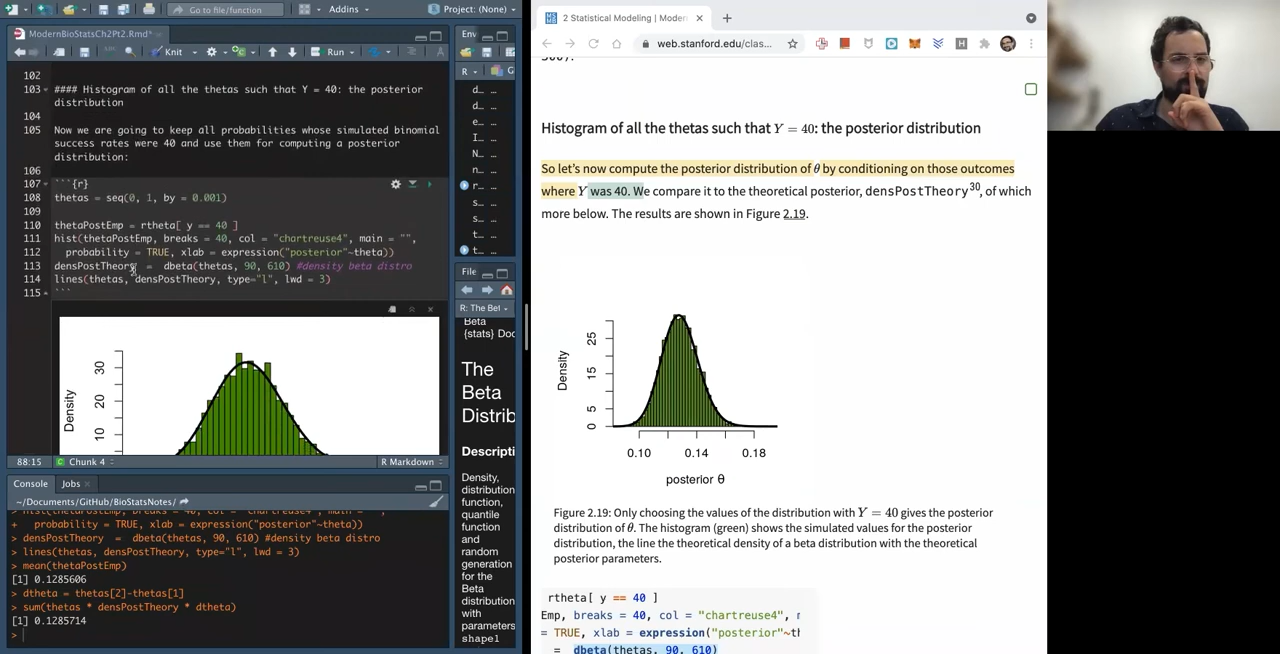 Go to file/function
Addins
Project: (None)
ModernBioStatsCh2Pt2.Rmd*
Knit
Run
102
103 #### Histogram of all the thetas such that Y = 40: the posterior
distribution
104
105 Now we are going to keep all probabilities whose simulated binomial
success rates were 40 and use them for computing a posterior
distribution:
106
107 ```{r}
108 thetas = seq(0, 1, by = 0.001)
109
110 thetaPostEmp = rtheta[ y == 40 ]
111 hist(thetaPostEmp, breaks = 40, col = "chartreuse4", main = "",
112 probability = TRUE, xlab = expression("posterior"~theta))
113 densPostTheory = dbeta(thetas, 90, 610) #density beta distro
114 lines(thetas, densPostTheory, type="l", lwd = 3)
115 ```
Density
10 20 30
88:15
Chunk 4
R Markdown
Console
Jobs
~/Documents/GitHub/BioStatsNotes/
+ probability = TRUE, xlab = expression("posterior"~theta))
> densPostTheory = dbeta(thetas, 90, 610) #density beta distro
> lines(thetas, densPostTheory, type="l", lwd = 3)
> mean(thetaPostEmp)
[1] 0.1285606
> dtheta = thetas[2]-thetas[1]
> sum(thetas * densPostTheory * dtheta)
[1] 0.1285714
>
Env
R
G
d...
d...
e...
I...
N...
n...
r...
s...
s...
t...
t...
File
R: The Bet
Beta
{stats} Doc
The
Beta
Distrib
Descripti
Density,
distribution
function,
quantile
function
and
random
generation
for the
Beta
distribution
with
parameters
shape1
2 Statistical Modeling | Modern
web.stanford.edu/clas...
300).
Histogram of all the thetas such that Y = 40: the posterior distribution
So let's now compute the posterior distribution of θ by conditioning on those outcomes
where Y was 40. We compare it to the theoretical posterior, densPostTheory30, of which
more below. The results are shown in Figure 2.19.
Density
0 5 15 25
0.10 0.14 0.18
posterior θ
Figure 2.19: Only choosing the values of the distribution with Y = 40 gives the posterior
distribution of θ. The histogram (green) shows the simulated values for the posterior
distribution, the line the theoretical density of a beta distribution with the theoretical
posterior parameters.
rtheta[ y == 40 ]
Emp, breaks = 40, col = "chartreuse4",
= TRUE, xlab = expression("posterior"~th
= dbeta(thetas, 90, 610)